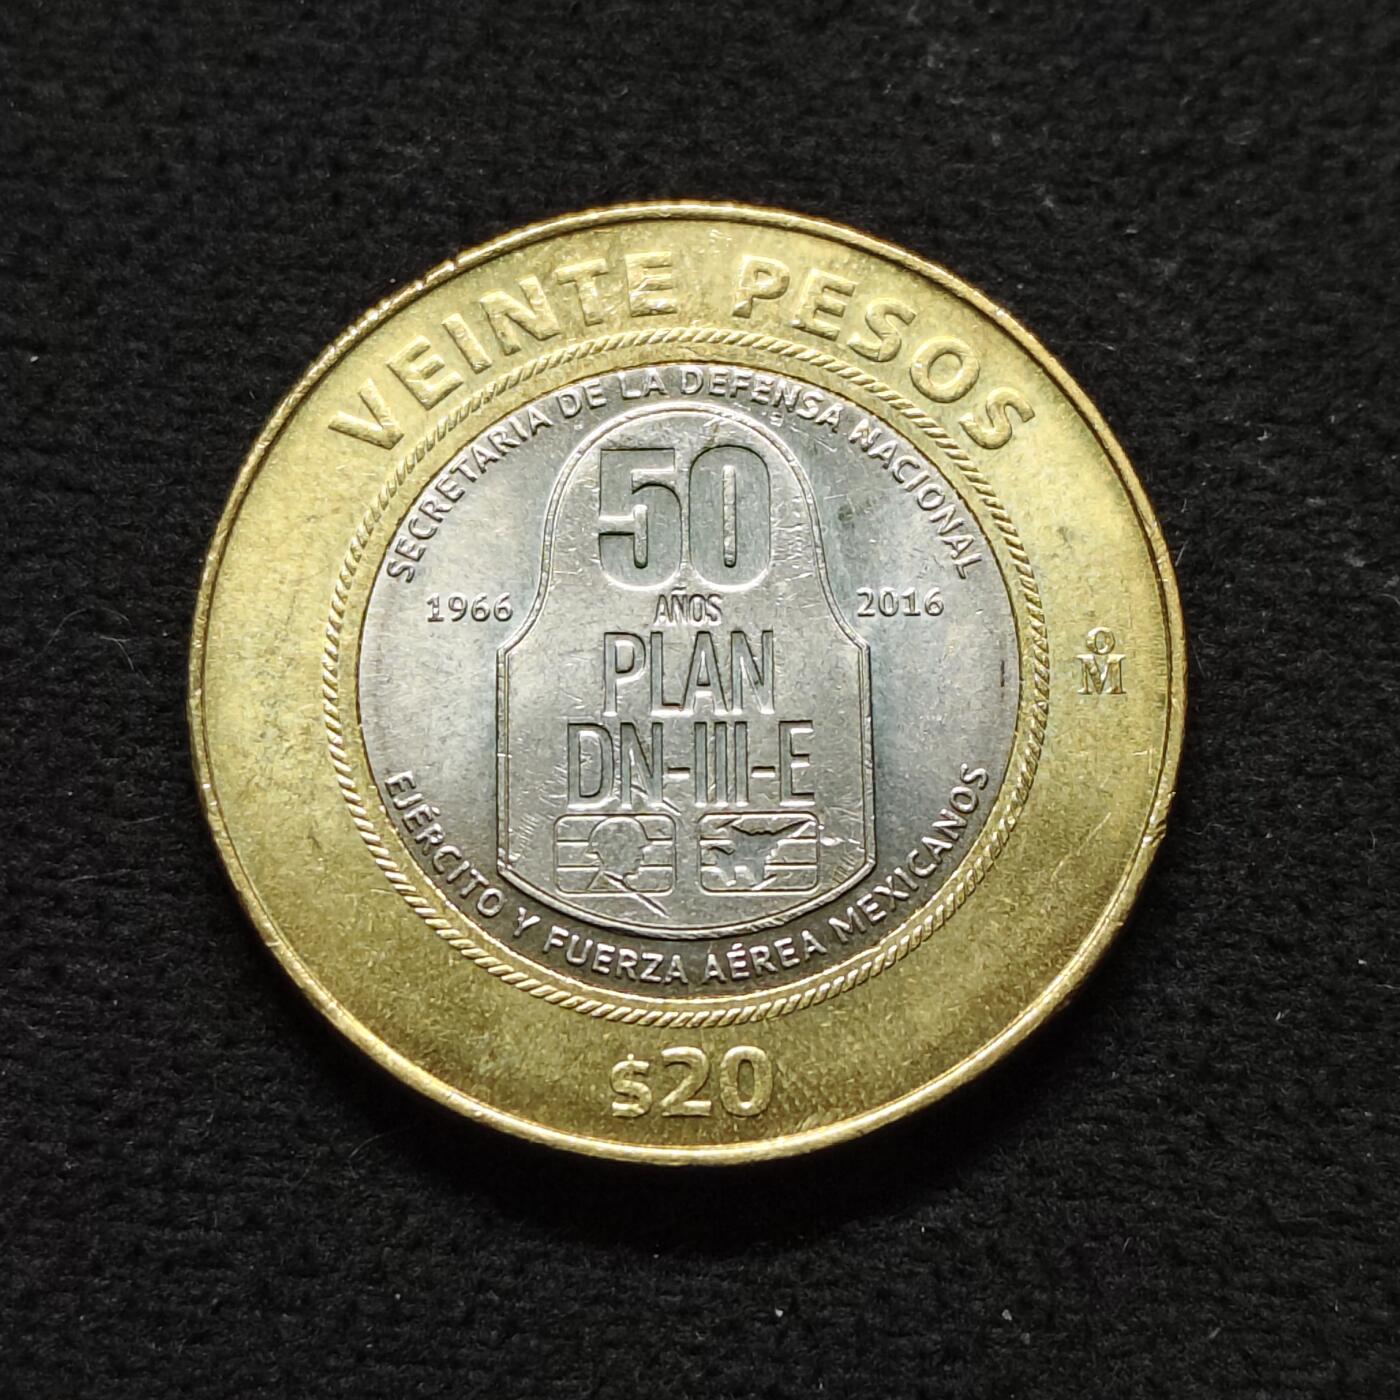 VEINTE PESOS
SECRETARIA DE LA DEFENSA NACIONAL
50
AÑOS
1966
2016
PLAN
DN-III-E
Mo
EJÉRCITO Y FUERZA AÉREA MEXICANOS
$20